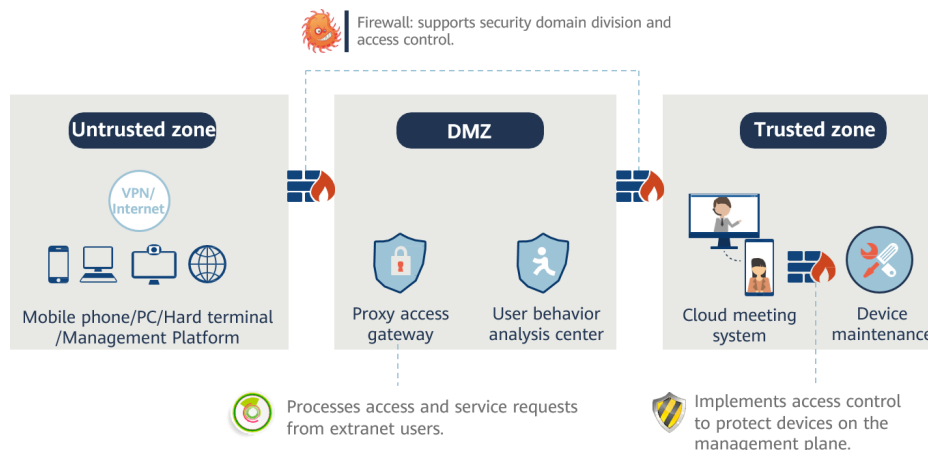 Firewall: supports security domain division and
access control.
Untrusted zone
DMZ
Trusted zone
VPN/
Internet
Mobile phone/PC/Hard terminal
/Management Platform
Proxy access
gateway
User behavior
analysis center
Cloud meeting
system
Device
maintenance
Processes access and service requests
from extranet users.
Implements access control
to protect devices on the
management plane.